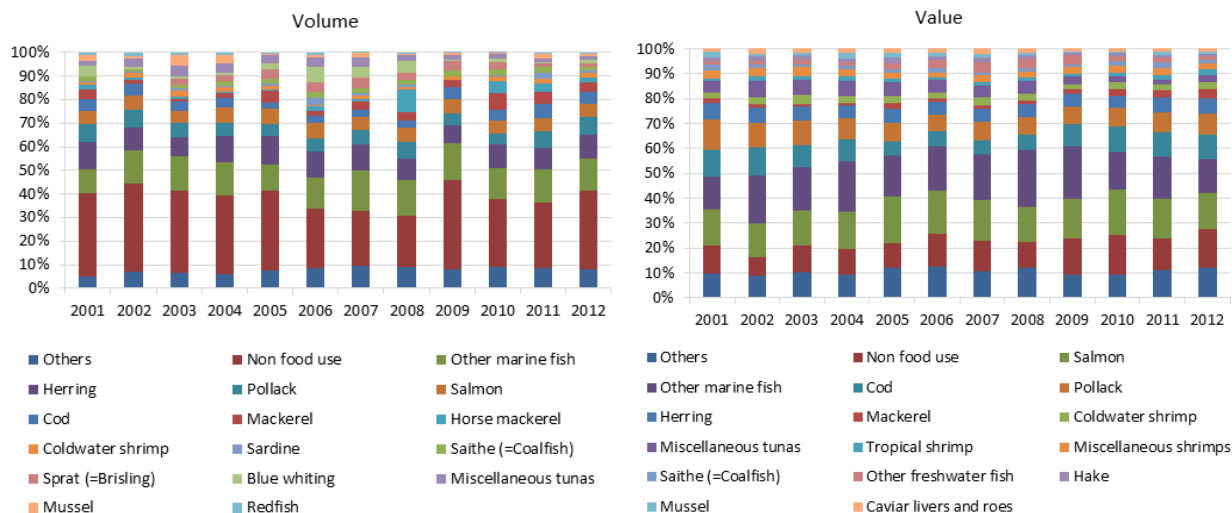 Volume
100%
90%
80%
70%
60%
50%
40%
30%
20%
10%
0%
2001 2002 2003 2004 2005 2006 2007 2008 2009 2010 2011 2012
Others Non food use Other marine fish
Herring Pollack Salmon
Cod Mackerel Horse mackerel
Coldwater shrimp Sardine Saithe (=Coalfish)
Sprat (=Brisling) Blue whiting Miscellaneous tunas
Mussel Redfish
Value
100%
90%
80%
70%
60%
50%
40%
30%
20%
10%
0%
2001 2002 2003 2004 2005 2006 2007 2008 2009 2010 2011 2012
Others Non food use Salmon
Other marine fish Cod Pollack
Herring Mackerel Coldwater shrimp
Miscellaneous tunas Tropical shrimp Miscellaneous shrimps
Saithe (=Coalfish) Other freshwater fish Hake
Mussel Caviar livers and roes